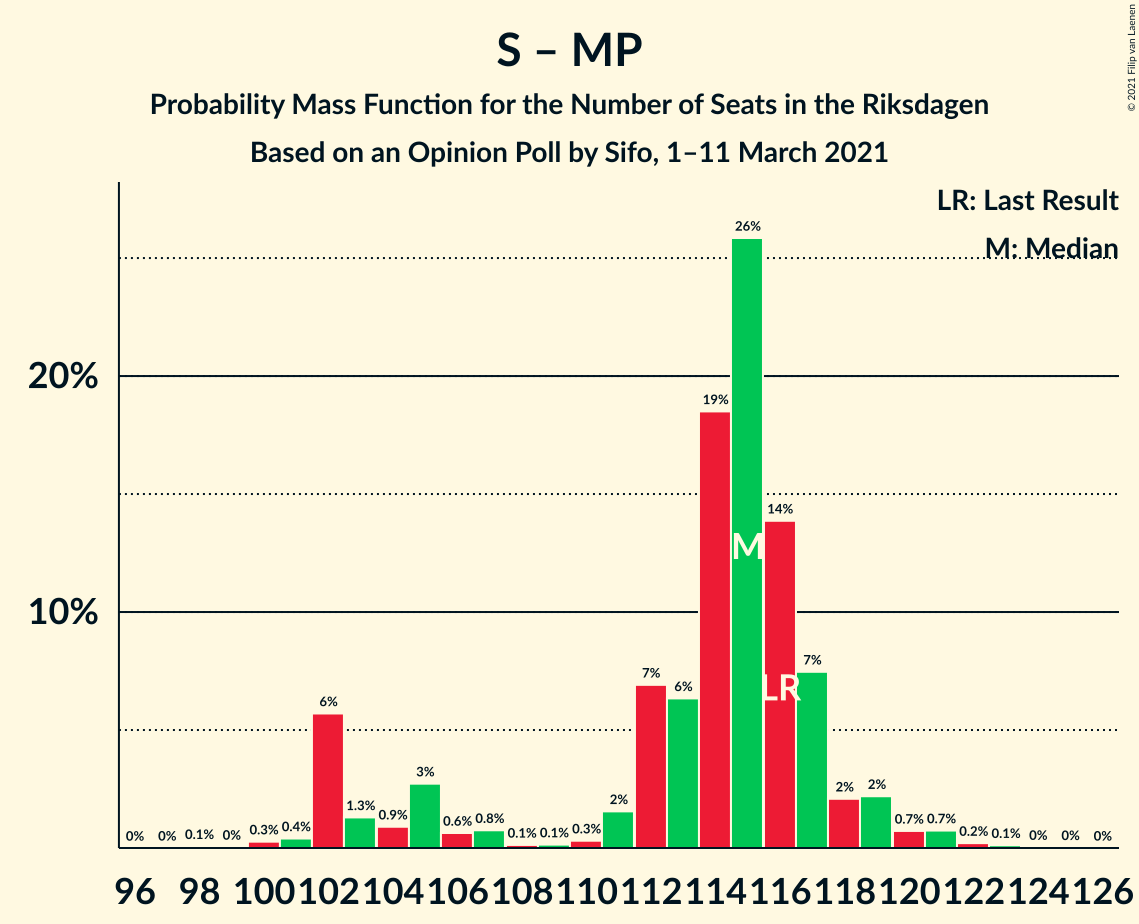 S – MP
Probability Mass Function for the Number of Seats in the Riksdagen
Based on an Opinion Poll by Sifo, 1–11 March 2021
© 2021 Filip van Laenen
LR: Last Result
M: Median
20%
10%
0% 0% 0.1% 0% 0.3% 0.4% 6% 1.3% 0.9% 3% 0.6% 0.8% 0.1% 0.1% 0.3% 2% 7% 6% 19% 26% 14% 7% 2% 2% 0.7% 0.7% 0.2% 0.1% 0% 0% 0%
M
LR
96 98 100 102 104 106 108 110 112 114 116 118 120 122 124 126